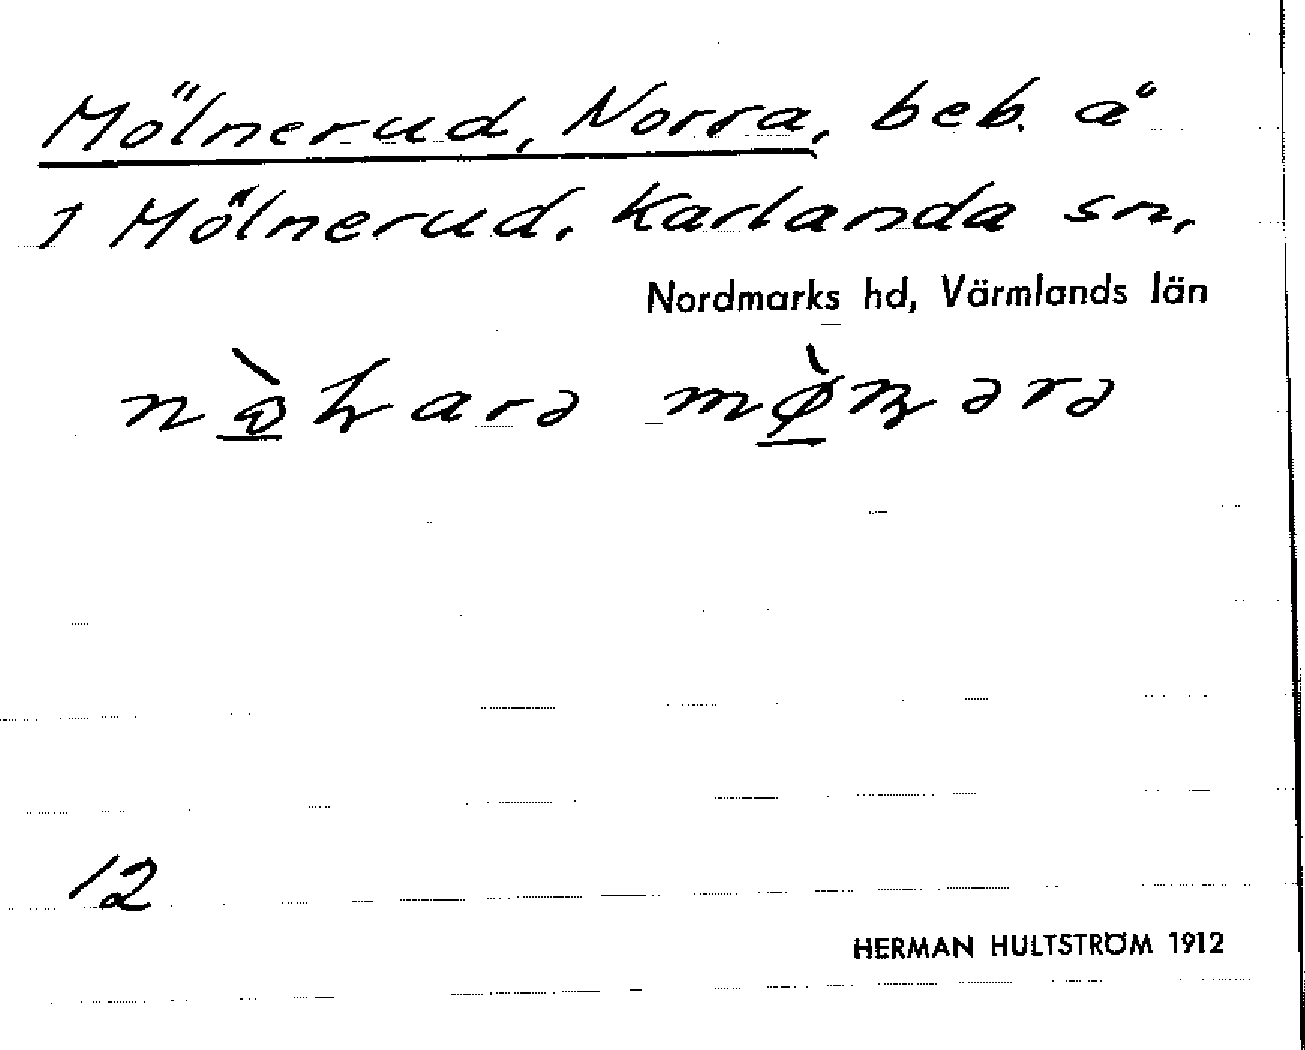 Mölnerud, Norra, beb. å
1 Mölnerud, Karlanda sn,
Nordmarks hd, Värmlands län
12
HERMAN HULTSTRÖM 1912